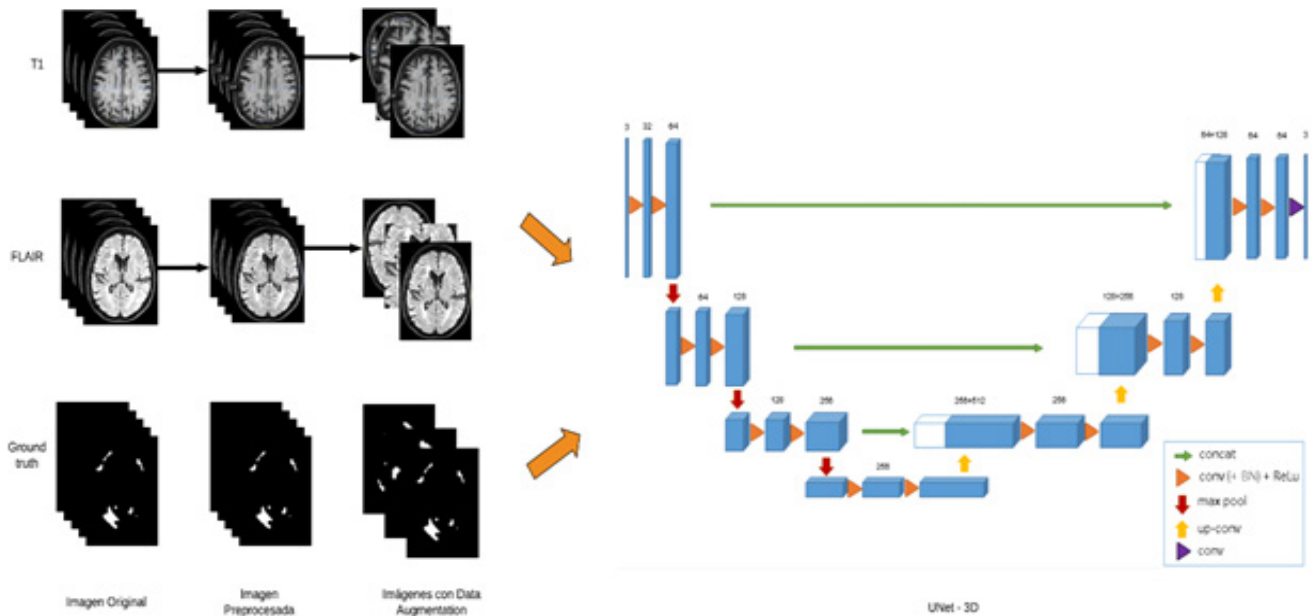 T1
FLAIR
Ground
truth
Imagen Original
Imagen
Preprocesada
Imágenes con Data
Augmentation
3
32
64
64+128
64
64
3
64
128
128+256
128
128
256
256+512
256
256
concat
conv (+ BN) + ReLu
max pool
up-conv
conv
UNet - 3D